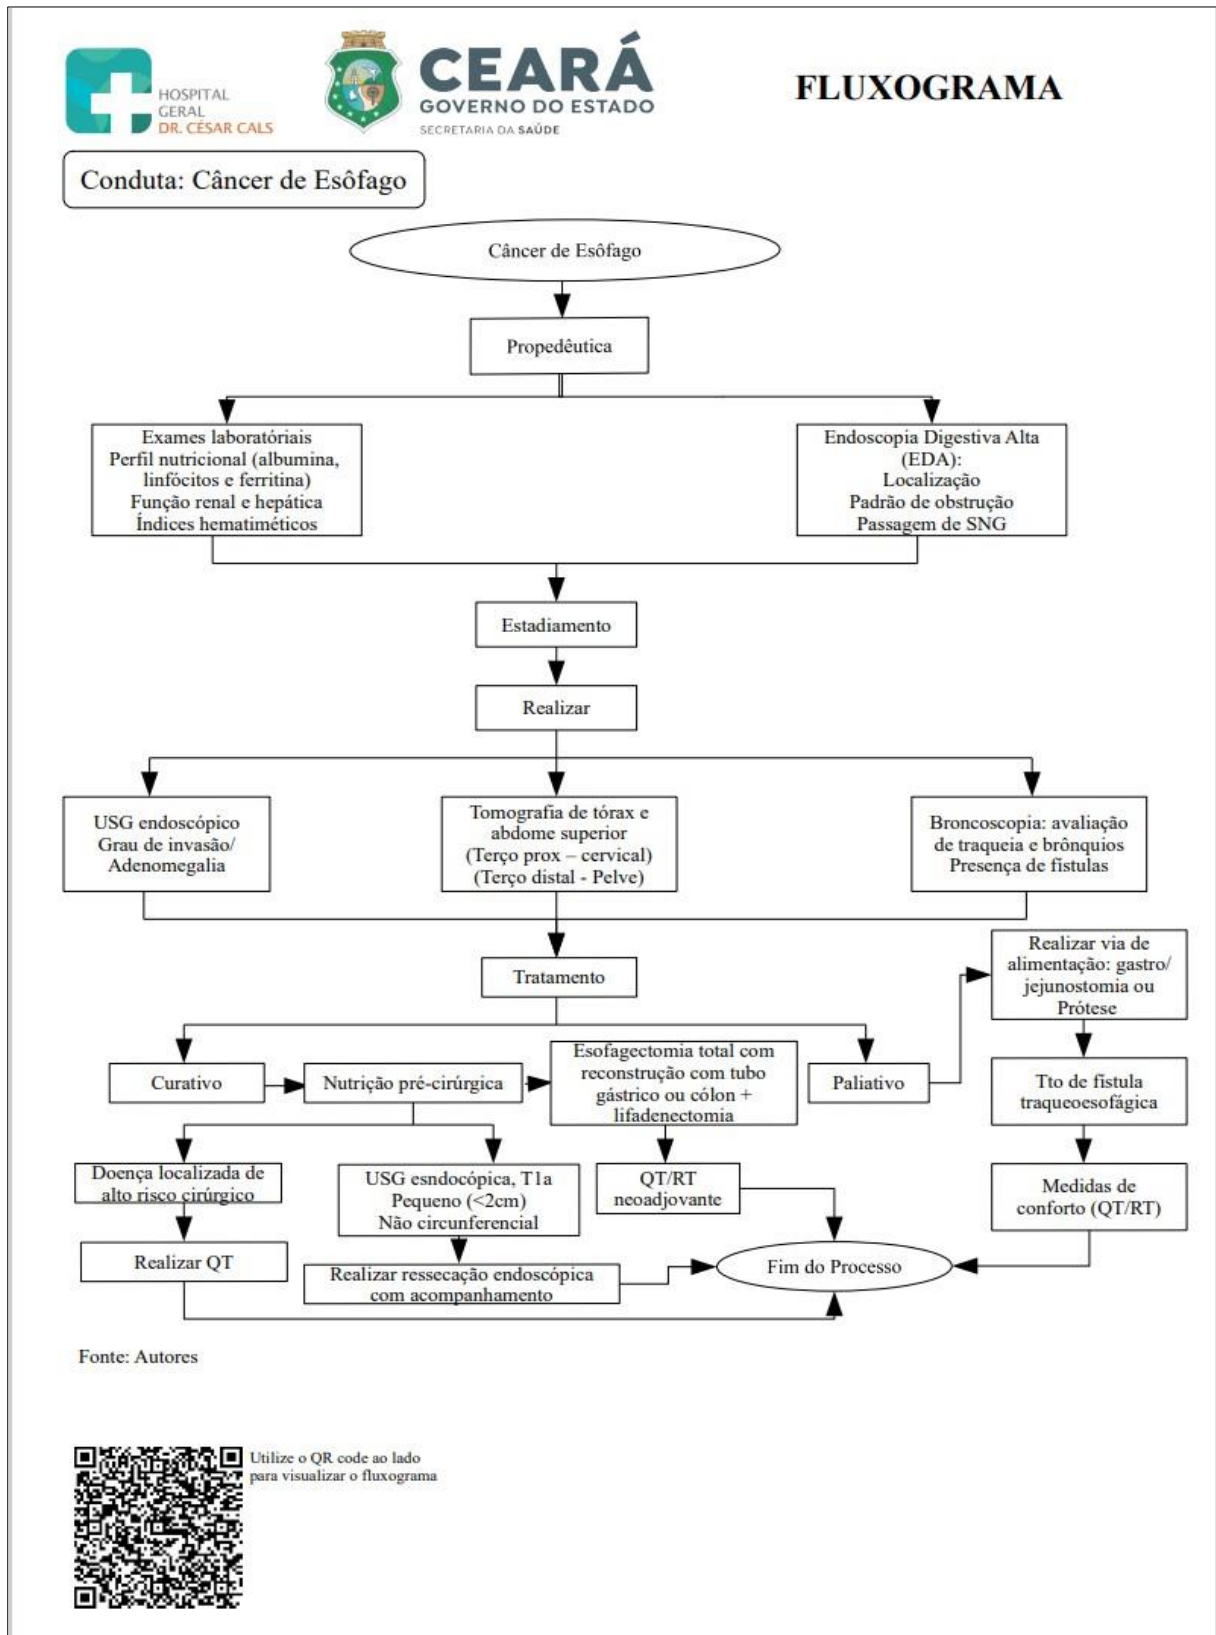 HOSPITAL
GERAL
DR. CÉSAR CALS
CEARÁ
GOVERNO DO ESTADO
SECRETARIA DA SAÚDE
FLUXOGRAMA
Conduta: Câncer de Esôfago
Câncer de Esôfago
Propedêutica
Exames laboratóriais
Perfil nutricional (albumina,
linfócitos e ferritina)
Função renal e hepática
Índices hematiméticos
Endoscopia Digestiva Alta
(EDA):
Localização
Padrão de obstrução
Passagem de SNG
Estadiamento
Realizar
USG endoscópico
Grau de invasão/
Adenomegalia
Tomografia de tórax e
abdome superior
(Terço prox – cervical)
(Terço distal - Pelve)
Broncoscopia: avaliação
de traqueia e brônquios
Presença de fístulas
Tratamento
Realizar via de
alimentação: gastro/
jejunostomia ou
Prótese
Curativo
Nutrição pré-cirúrgica
Esofagectomia total com
reconstrução com tubo
gástrico ou cólon +
lifadenectomia
Paliativo
Tto de fístula
traqueoesofágica
Doença localizada de
alto risco cirúrgico
USG esndocópica, T1a
Pequeno (<2cm)
Não circunferencial
QT/RT
neoadjovante
Medidas de
conforto (QT/RT)
Realizar QT
Realizar ressecação endoscópica
com acompanhamento
Fim do Processo
Fonte: Autores
Utilize o QR code ao lado
para visualizar o fluxograma